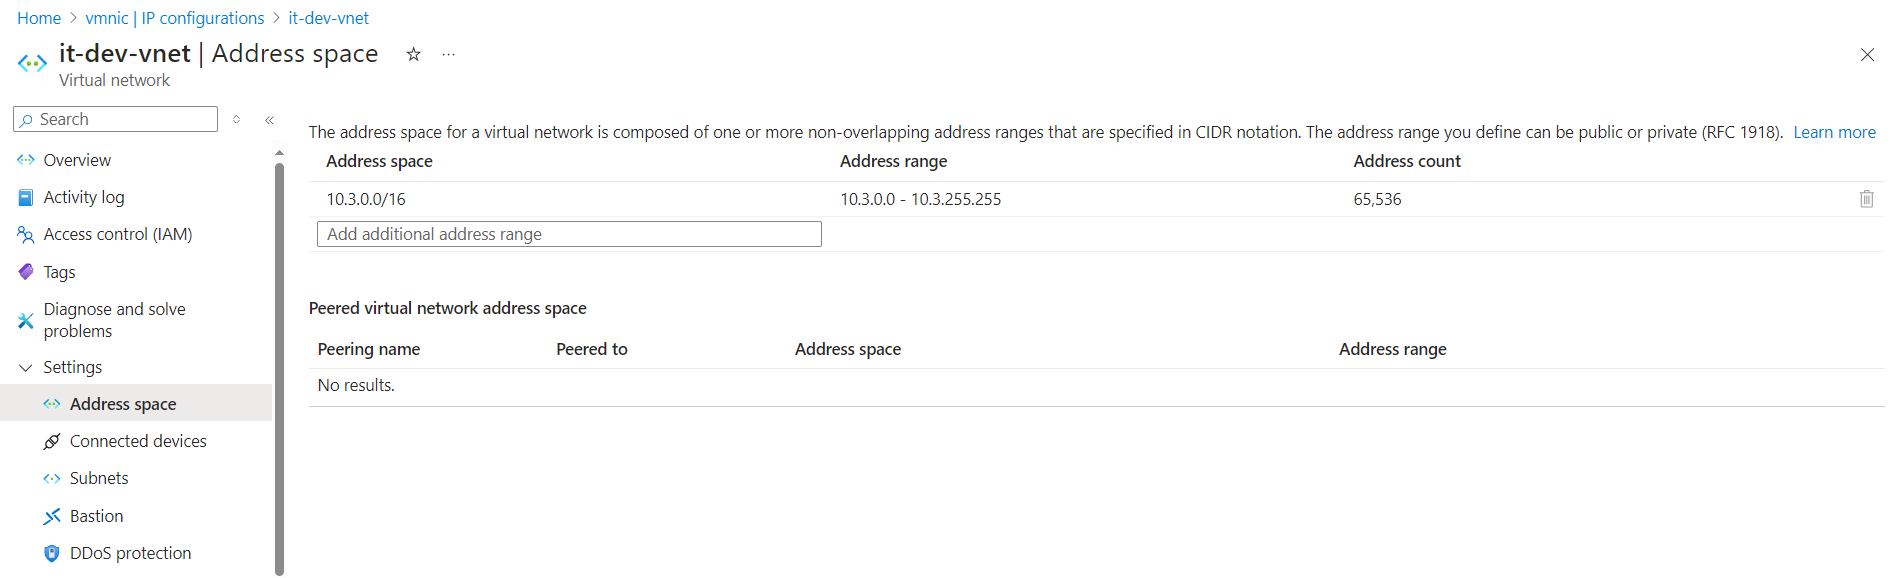 Home > vmnic | IP configurations > it-dev-vnet
it-dev-vnet | Address space
Virtual network
Search
Overview
Activity log
Access control (IAM)
Tags
Diagnose and solve
problems
Settings
Address space
Connected devices
Subnets
Bastion
DDoS protection
The address space for a virtual network is composed of one or more non-overlapping address ranges that are specified in CIDR notation. The address range you define can be public or private (RFC 1918). Learn more
Address space Address range Address count
10.3.0.0/16 10.3.0.0 - 10.3.255.255 65,536
Add additional address range
Peered virtual network address space
Peering name Peered to Address space Address range
No results.